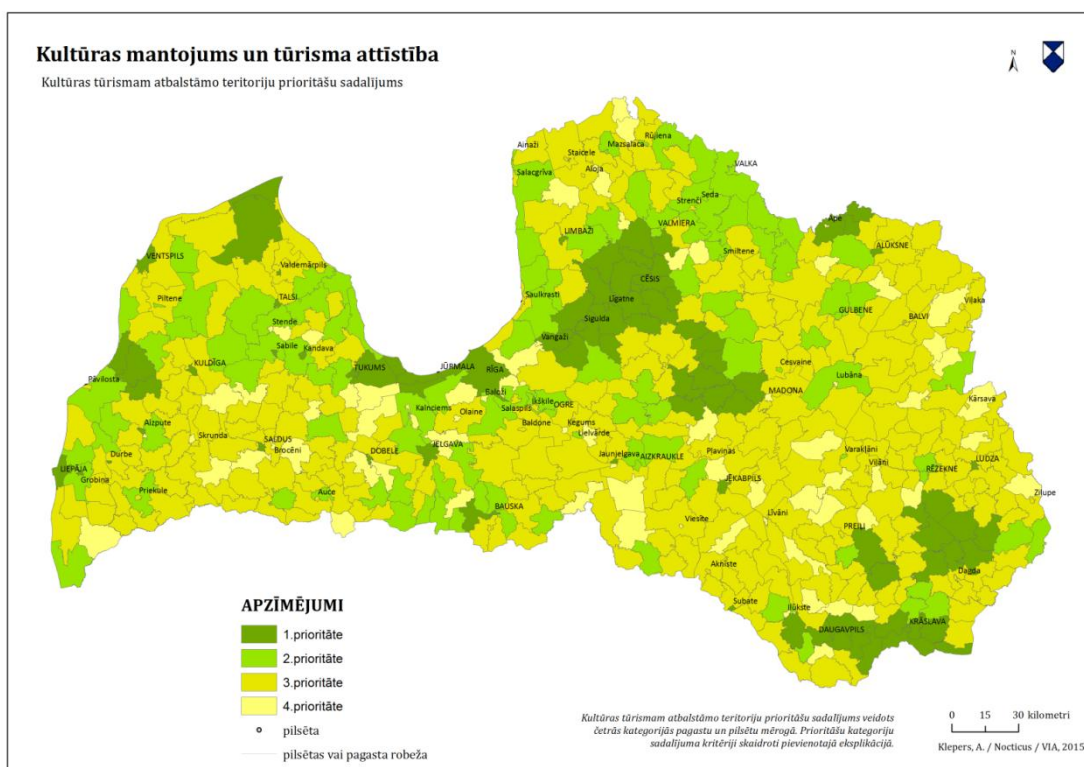 Kultūras mantojums un tūrisma attīstība
Kultūras tūrismam atbalstāmo teritoriju prioritāšu sadalījums
N
Ainaži
Staicele
Mazsalaca
Rūjiena
Salacgrīva
Aloja
VALKA
Seda
Strenči
VALMIERA
LIMBAŽI
Smiltene
Ape
ALŪKSNE
VENTSPILS
Valdemārpils
Piltene
TALSI
Stende
Sabile
Kandava
Saulkrasti
CĒSIS
Līgatne
Sigulda
Vangaži
GULBENE
BALVI
Viļaka
KULDĪGA
TUKUMS
JŪRMALA
RĪGA
Cesvaine
Lubāna
MADONA
Pāvilosta
Kalnciems
Olaine
Baloži
Salaspils
Ikšķile
OGRE
Baldone
Ķegums
Lielvārde
Kārsava
Aizpute
Skrunda
SALDUS
Brocēni
DOBELE
JELGAVA
Jaunjelgava
AIZKRAUKLE
Pļaviņas
Varakļāni
Viļāni
RĒZEKNE
LUDZA
Durbe
LIEPĀJA
Grobiņa
Priekule
Auce
BAUSKA
JĒKABPILS
Zilupe
Viesīte
Līvāni
PREIĻI
Aknīste
Dagda
Subate
Ilūkste
DAUGAVPILS
KRĀSLAVA
APZĪMĒJUMI
1.prioritāte
2.prioritāte
3.prioritāte
4.prioritāte
pilsēta
pilsētas vai pagasta robeža
Kultūras tūrismam atbalstāmo teritoriju prioritāšu sadalījums veidots
četrās kategorijās pagastu un pilsētu mērogā. Prioritāšu kategoriju
sadalījuma kritēriji skaidroti pievienotajā eksplikācijā.
0 15 30 kilometri
Klepers, A. / Nocticus / VIA, 2015